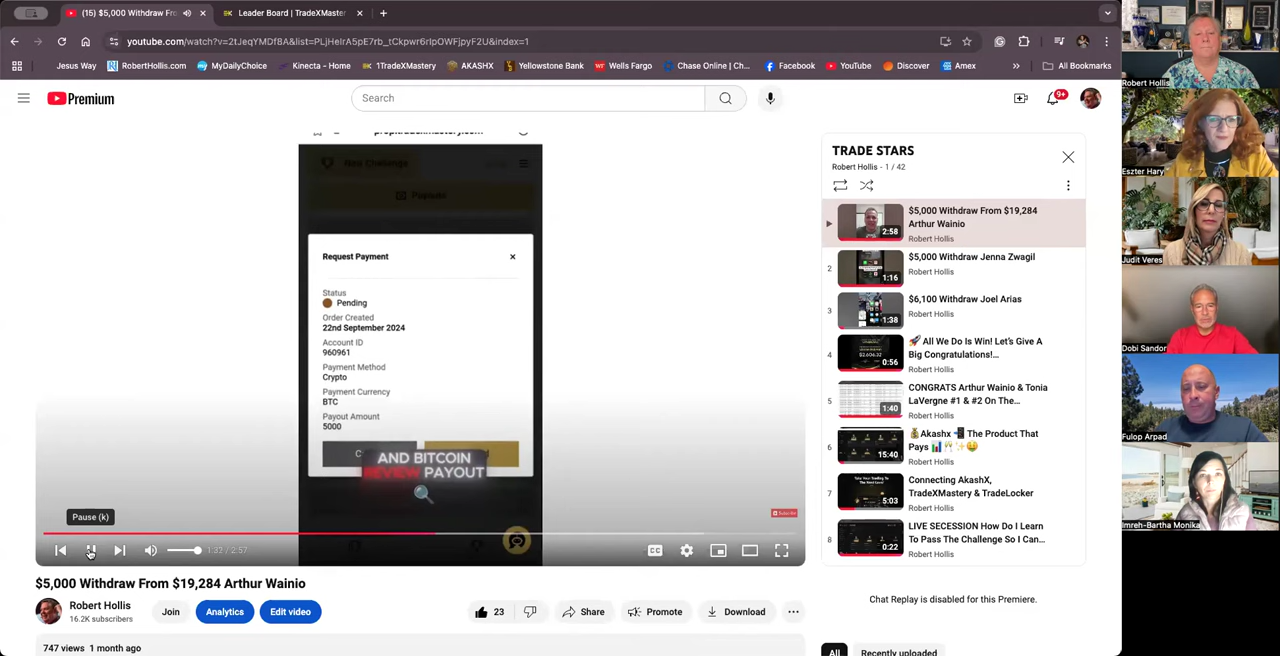 (15) $5,000 Withdraw Fro
Leader Board | TradeXMaster
youtube.com/watch?v=2tJeqYMDf8A&list=PLjHelrA5pE7rb_tCkpwr6rIpOWFjpyF2U&index=1
Jesus Way
RobertHollis.com
MyDailyChoice
Kinecta - Home
1TradeXMastery
AKASHX
Yellowstone Bank
Wells Fargo
Chase Online | Ch...
Facebook
YouTube
Discover
Amex
»
All Bookmarks
Premium
Search
9+
Payouts
Request Payment
Status
Pending
Order Created
22nd September 2024
Account ID
960961
Payment Method
Crypto
Payment Currency
BTC
Payout Amount
5000
AND BITCOIN
REVIEW PAYOUT
Pause (k)
1:32 / 2:57
CC
$5,000 Withdraw From $19,284 Arthur Wainio
Robert Hollis
16.2K subscribers
Join
Analytics
Edit video
23
Share
Promote
Download
747 views 1 month ago
TRADE STARS
Robert Hollis - 1 / 42
$5,000 Withdraw From $19,284
Arthur Wainio
Robert Hollis
2:58
2
$5,000 Withdraw Jenna Zwagil
Robert Hollis
1:16
3
$6,100 Withdraw Joel Arias
Robert Hollis
1:38
4
🚀 All We Do Is Win! Let's Give A
Big Congratulations!...
Robert Hollis
0:56
5
CONGRATS Arthur Wainio & Tonia
LaVergne #1 & #2 On The...
Robert Hollis
1:40
6
💰Akashx 📲 The Product That
Pays 📊🥂✨🤩
Robert Hollis
15:40
7
Connecting AkashX,
TradeXMastery & TradeLocker
Robert Hollis
5:03
8
LIVE SECESSION How Do I Learn
To Pass The Challenge So I Can...
Robert Hollis
0:22
Chat Replay is disabled for this Premiere.
All
Recently uploaded
Robert Hollis
Eszter Hary
Judit Veres
Dobi Sandor
Fulop Arpad
Imreh-Bartha Monika